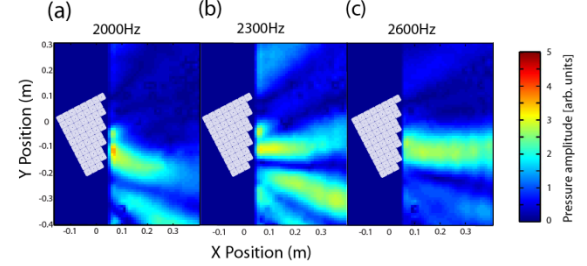 (a) (b) (c)
2000Hz 2300Hz 2600Hz
0.3
0.2
0.1
0
-0.1
-0.2
-0.3
-0.4
Y Position (m)
-0.1 0 0.1 0.2 0.3 -0.1 0 0.1 0.2 0.3 -0.1 0 0.1 0.2 0.3
X Position (m)
5
4
3
2
1
0
Pressure amplitude [arb. units]